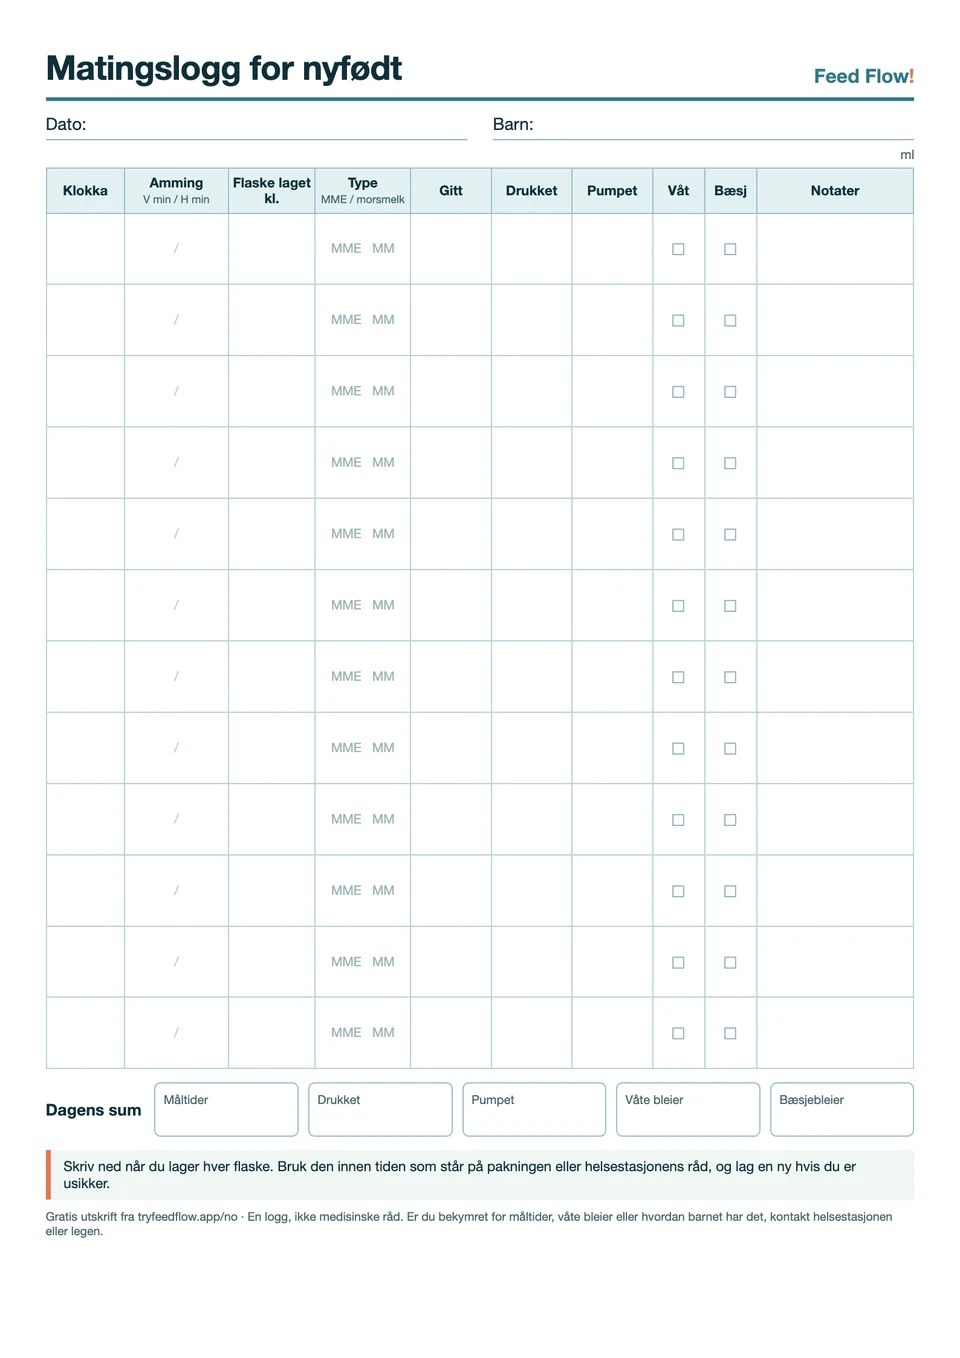 Matingslogg for nyfødt
Feed Flow!
Dato:
Barn:
ml
Klokka
Amming
V min / H min
Flaske laget
kl.
Type
MME / morsmelk
Gitt
Drukket
Pumpet
Våt
Bæsj
Notater
/ MME MM
/ MME MM
/ MME MM
/ MME MM
/ MME MM
/ MME MM
/ MME MM
/ MME MM
/ MME MM
/ MME MM
/ MME MM
/ MME MM
Dagens sum
Måltider
Drukket
Pumpet
Våte bleier
Bæsjebleier
Skriv ned når du lager hver flaske. Bruk den innen tiden som står på pakningen eller helsestasjonens råd, og lag en ny hvis du er
usikker.
Gratis utskrift fra tryfeedflow.app/no · En logg, ikke medisinske råd. Er du bekymret for måltider, våte bleier eller hvordan barnet har det, kontakt helsestasjonen
eller legen.